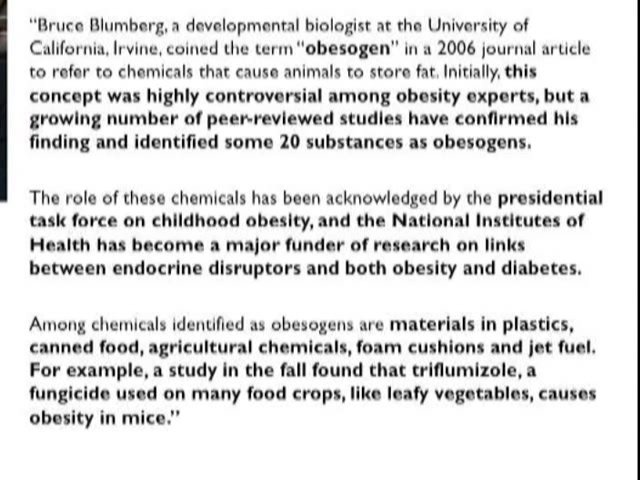 “Bruce Blumberg, a developmental biologist at the University of
California, Irvine, coined the term “obesogen” in a 2006 journal article
to refer to chemicals that cause animals to store fat. Initially, this
concept was highly controversial among obesity experts, but a
growing number of peer-reviewed studies have confirmed his
finding and identified some 20 substances as obesogens.
The role of these chemicals has been acknowledged by the presidential
task force on childhood obesity, and the National Institutes of
Health has become a major funder of research on links
between endocrine disruptors and both obesity and diabetes.
Among chemicals identified as obesogens are materials in plastics,
canned food, agricultural chemicals, foam cushions and jet fuel.
For example, a study in the fall found that triflumizole, a
fungicide used on many food crops, like leafy vegetables, causes
obesity in mice.”